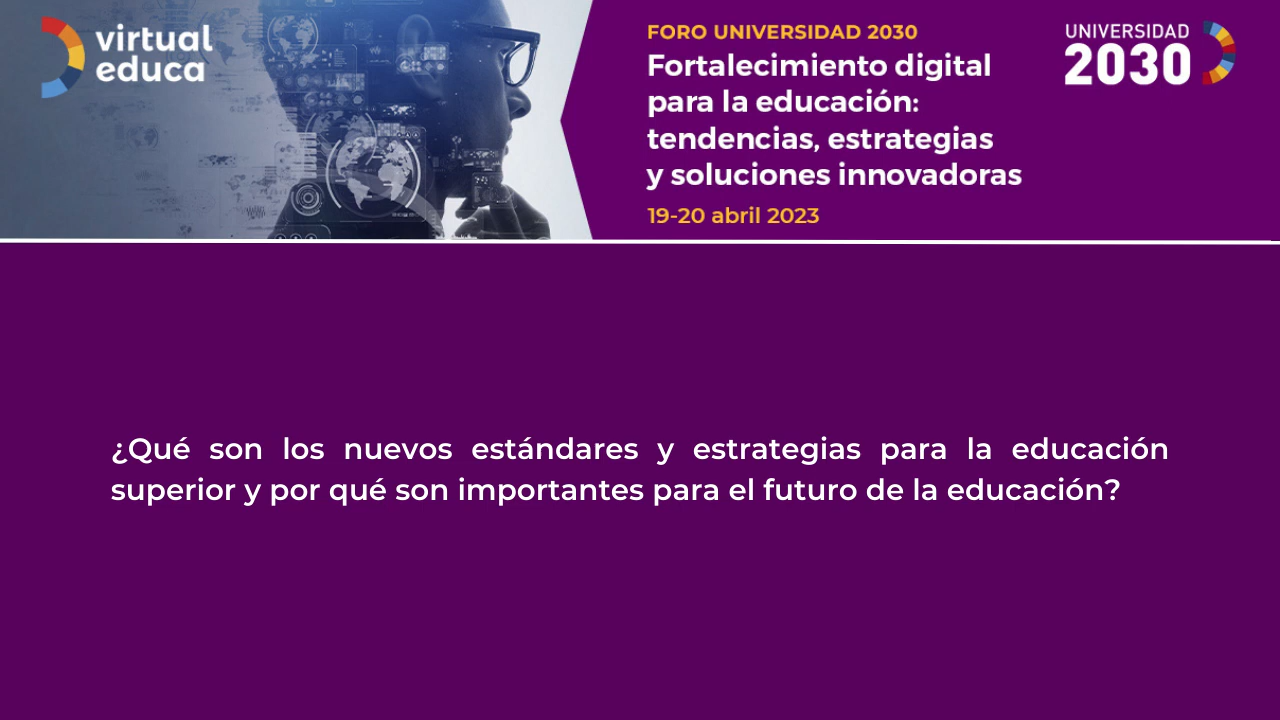 virtual
educa
FORO UNIVERSIDAD 2030
Fortalecimiento digital
para la educación:
tendencias, estrategias
y soluciones innovadoras
19-20 abril 2023
UNIVERSIDAD
2030
¿Qué son los nuevos estándares y estrategias para la educación
superior y por qué son importantes para el futuro de la educación?